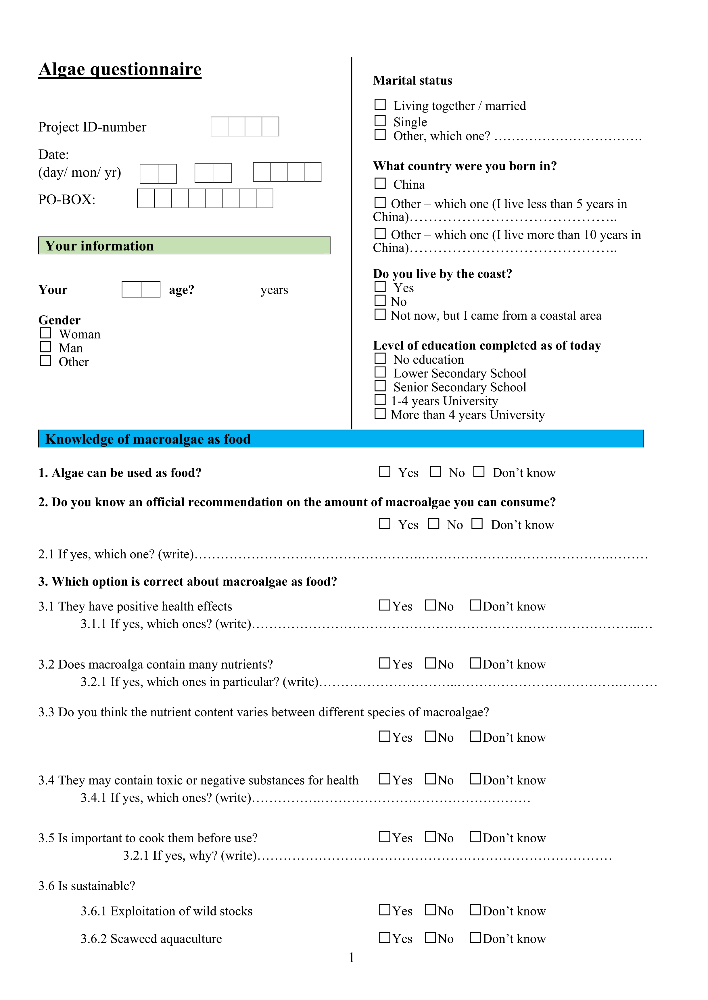 Algae questionnaire
Project ID-number
Date:
(day/ mon/ yr)
PO-BOX:
Your information
Your age? years
Gender
☐ Woman
☐ Man
☐ Other
Marital status
☐ Living together / married
☐ Single
☐ Other, which one? …………………………….
What country were you born in?
☐ China
☐ Other – which one (I live less than 5 years in
China)……………………………………..
☐ Other – which one (I live more than 10 years in
China)……………………………………..
Do you live by the coast?
☐ Yes
☐ No
☐ Not now, but I came from a coastal area
Level of education completed as of today
☐ No education
☐ Lower Secondary School
☐ Senior Secondary School
☐ 1-4 years University
☐ More than 4 years University
Knowledge of macroalgae as food
1. Algae can be used as food? ☐ Yes ☐ No ☐ Don’t know
2. Do you know an official recommendation on the amount of macroalgae you can consume?
☐ Yes ☐ No ☐ Don’t know
2.1 If yes, which one? (write)…………………………………………….…………………………………….………
3. Which option is correct about macroalgae as food?
3.1 They have positive health effects ☐Yes ☐No ☐Don’t know
3.1.1 If yes, which ones? (write)……………………………………………………………………………..…
3.2 Does macroalga contain many nutrients? ☐Yes ☐No ☐Don’t know
3.2.1 If yes, which ones in particular? (write)…………………………..……………………………….………
3.3 Do you think the nutrient content varies between different species of macroalgae?
☐Yes ☐No ☐Don’t know
3.4 They may contain toxic or negative substances for health ☐Yes ☐No ☐Don’t know
3.4.1 If yes, which ones? (write)…………….…………………………………………
3.5 Is important to cook them before use? ☐Yes ☐No ☐Don’t know
3.2.1 If yes, why? (write)………………………………………………………………………
3.6 Is sustainable?
3.6.1 Exploitation of wild stocks ☐Yes ☐No ☐Don’t know
3.6.2 Seaweed aquaculture ☐Yes ☐No ☐Don’t know
1